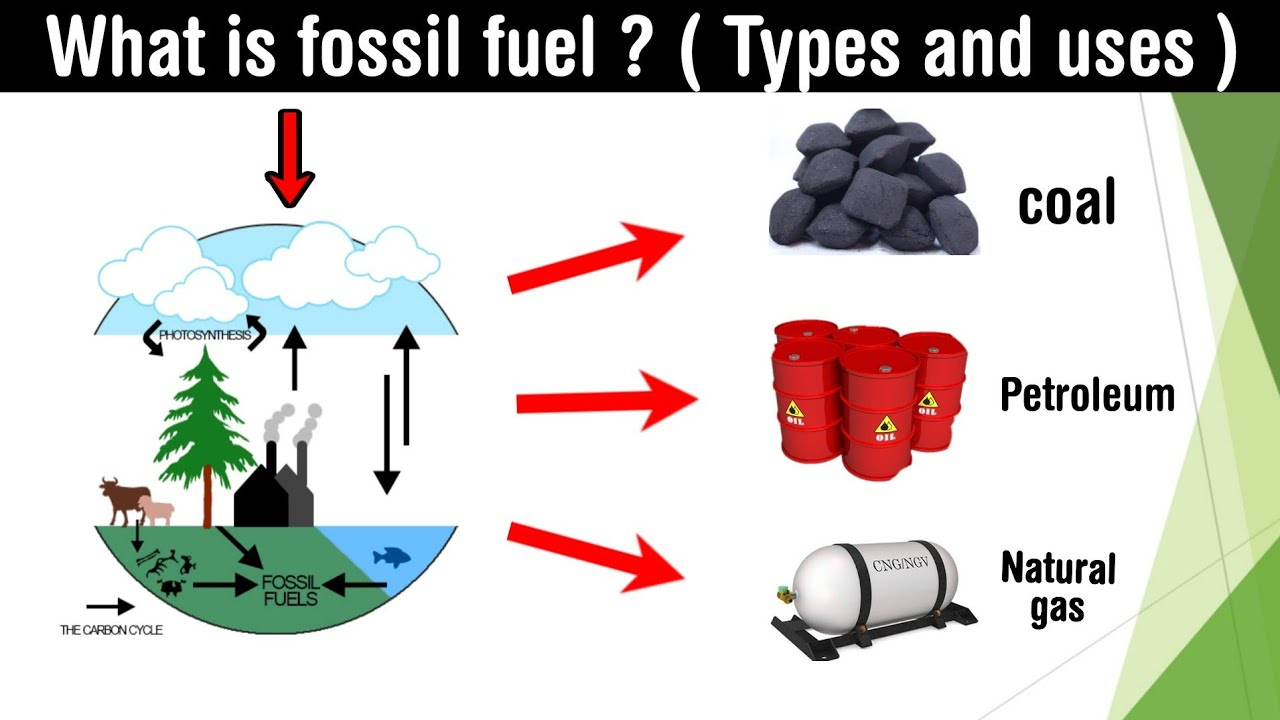 What is fossil fuel ? ( Types and uses )
PHOTOSYNTHESIS
FOSSIL
FUELS
THE CARBON CYCLE
coal
OIL
OIL
OIL
Petroleum
CNG/NGV
Natural
gas